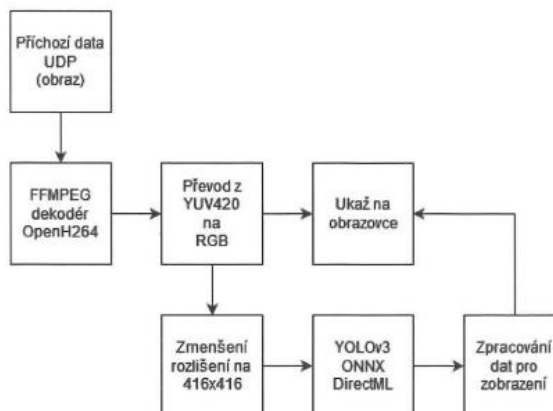 Příchozí data
UDP
(obraz)
FFMPEG
dekodér
OpenH264
Převod z
YUV420
na
RGB
Ukaž na
obrazovce
Zmenšení
rozlišení na
416x416
YOLOv3
ONNX
DirectML
Zpracování
dat pro
zobrazení